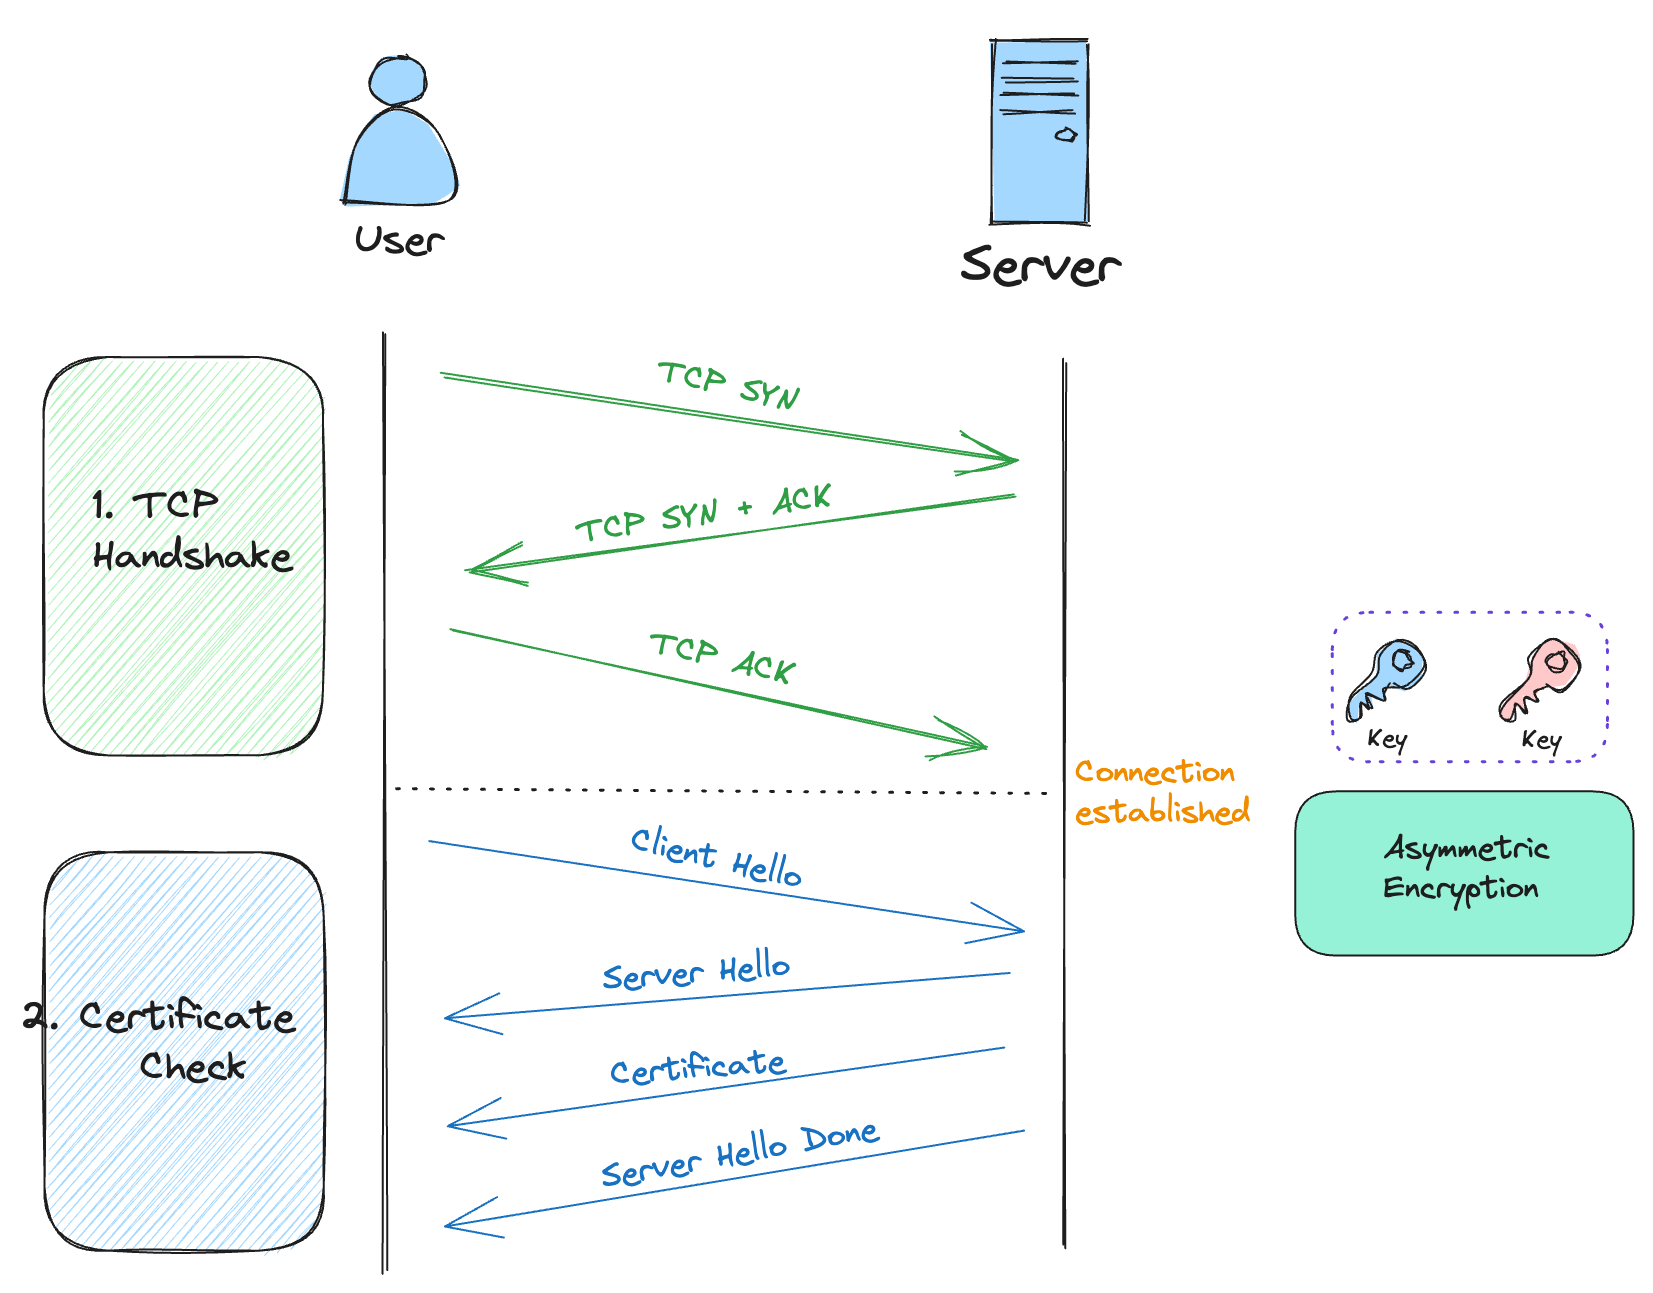 User
Server
TCP SYN
TCP SYN + ACK
1. TCP
Handshake
TCP ACK
Key
Key
Connection
established
Client Hello
Asymmetric
Encryption
Server Hello
2. Certificate
Check
Certificate
Server Hello Done